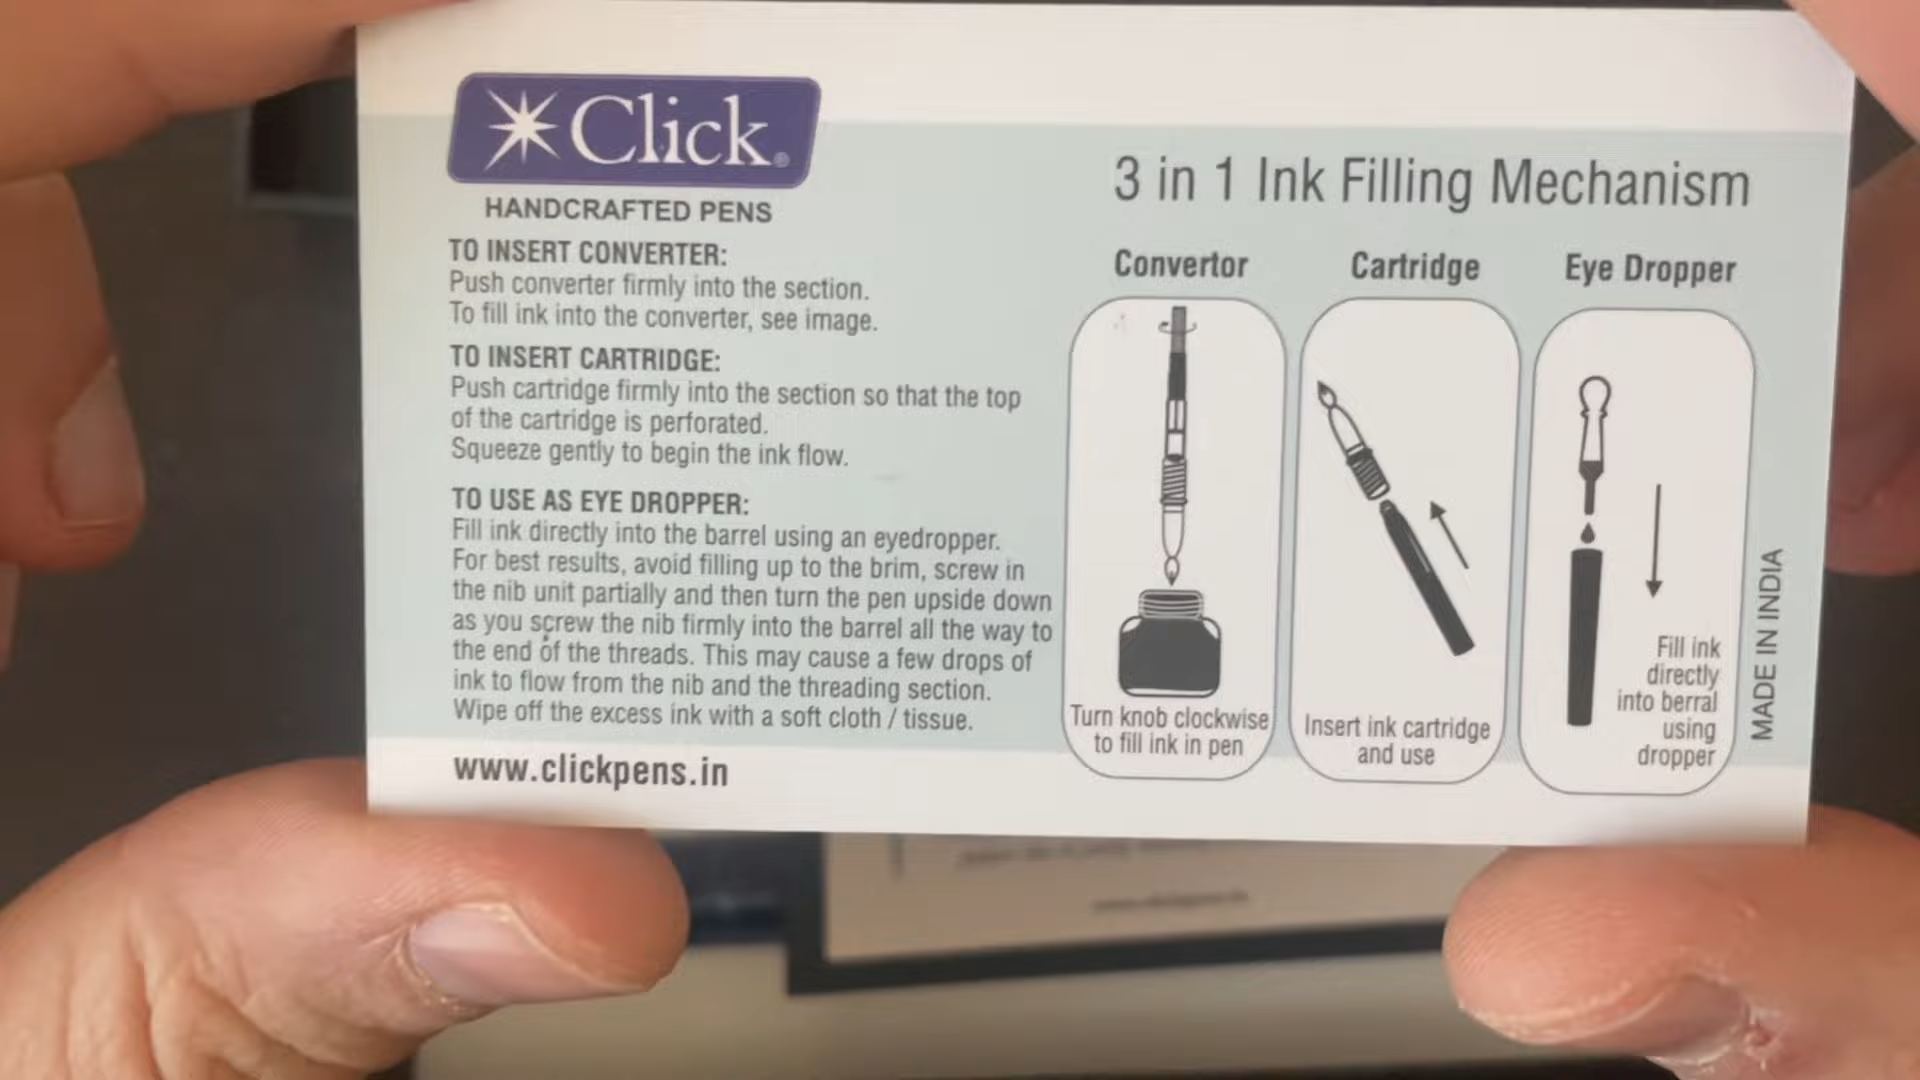 Click®
HANDCRAFTED PENS
TO INSERT CONVERTER:
Push converter firmly into the section.
To fill ink into the converter, see image.
TO INSERT CARTRIDGE:
Push cartridge firmly into the section so that the top
of the cartridge is perforated.
Squeeze gently to begin the ink flow.
TO USE AS EYE DROPPER:
Fill ink directly into the barrel using an eyedropper.
For best results, avoid filling up to the brim, screw in
the nib unit partially and then turn the pen upside down
as you screw the nib firmly into the barrel all the way to
the end of the threads. This may cause a few drops of
ink to flow from the nib and the threading section.
Wipe off the excess ink with a soft cloth / tissue.
www.clickpens.in
3 in 1 Ink Filling Mechanism
Convertor
Turn knob clockwise
to fill ink in pen
Cartridge
Insert ink cartridge
and use
Eye Dropper
Fill ink
directly
into berral
using
dropper
MADE IN INDIA